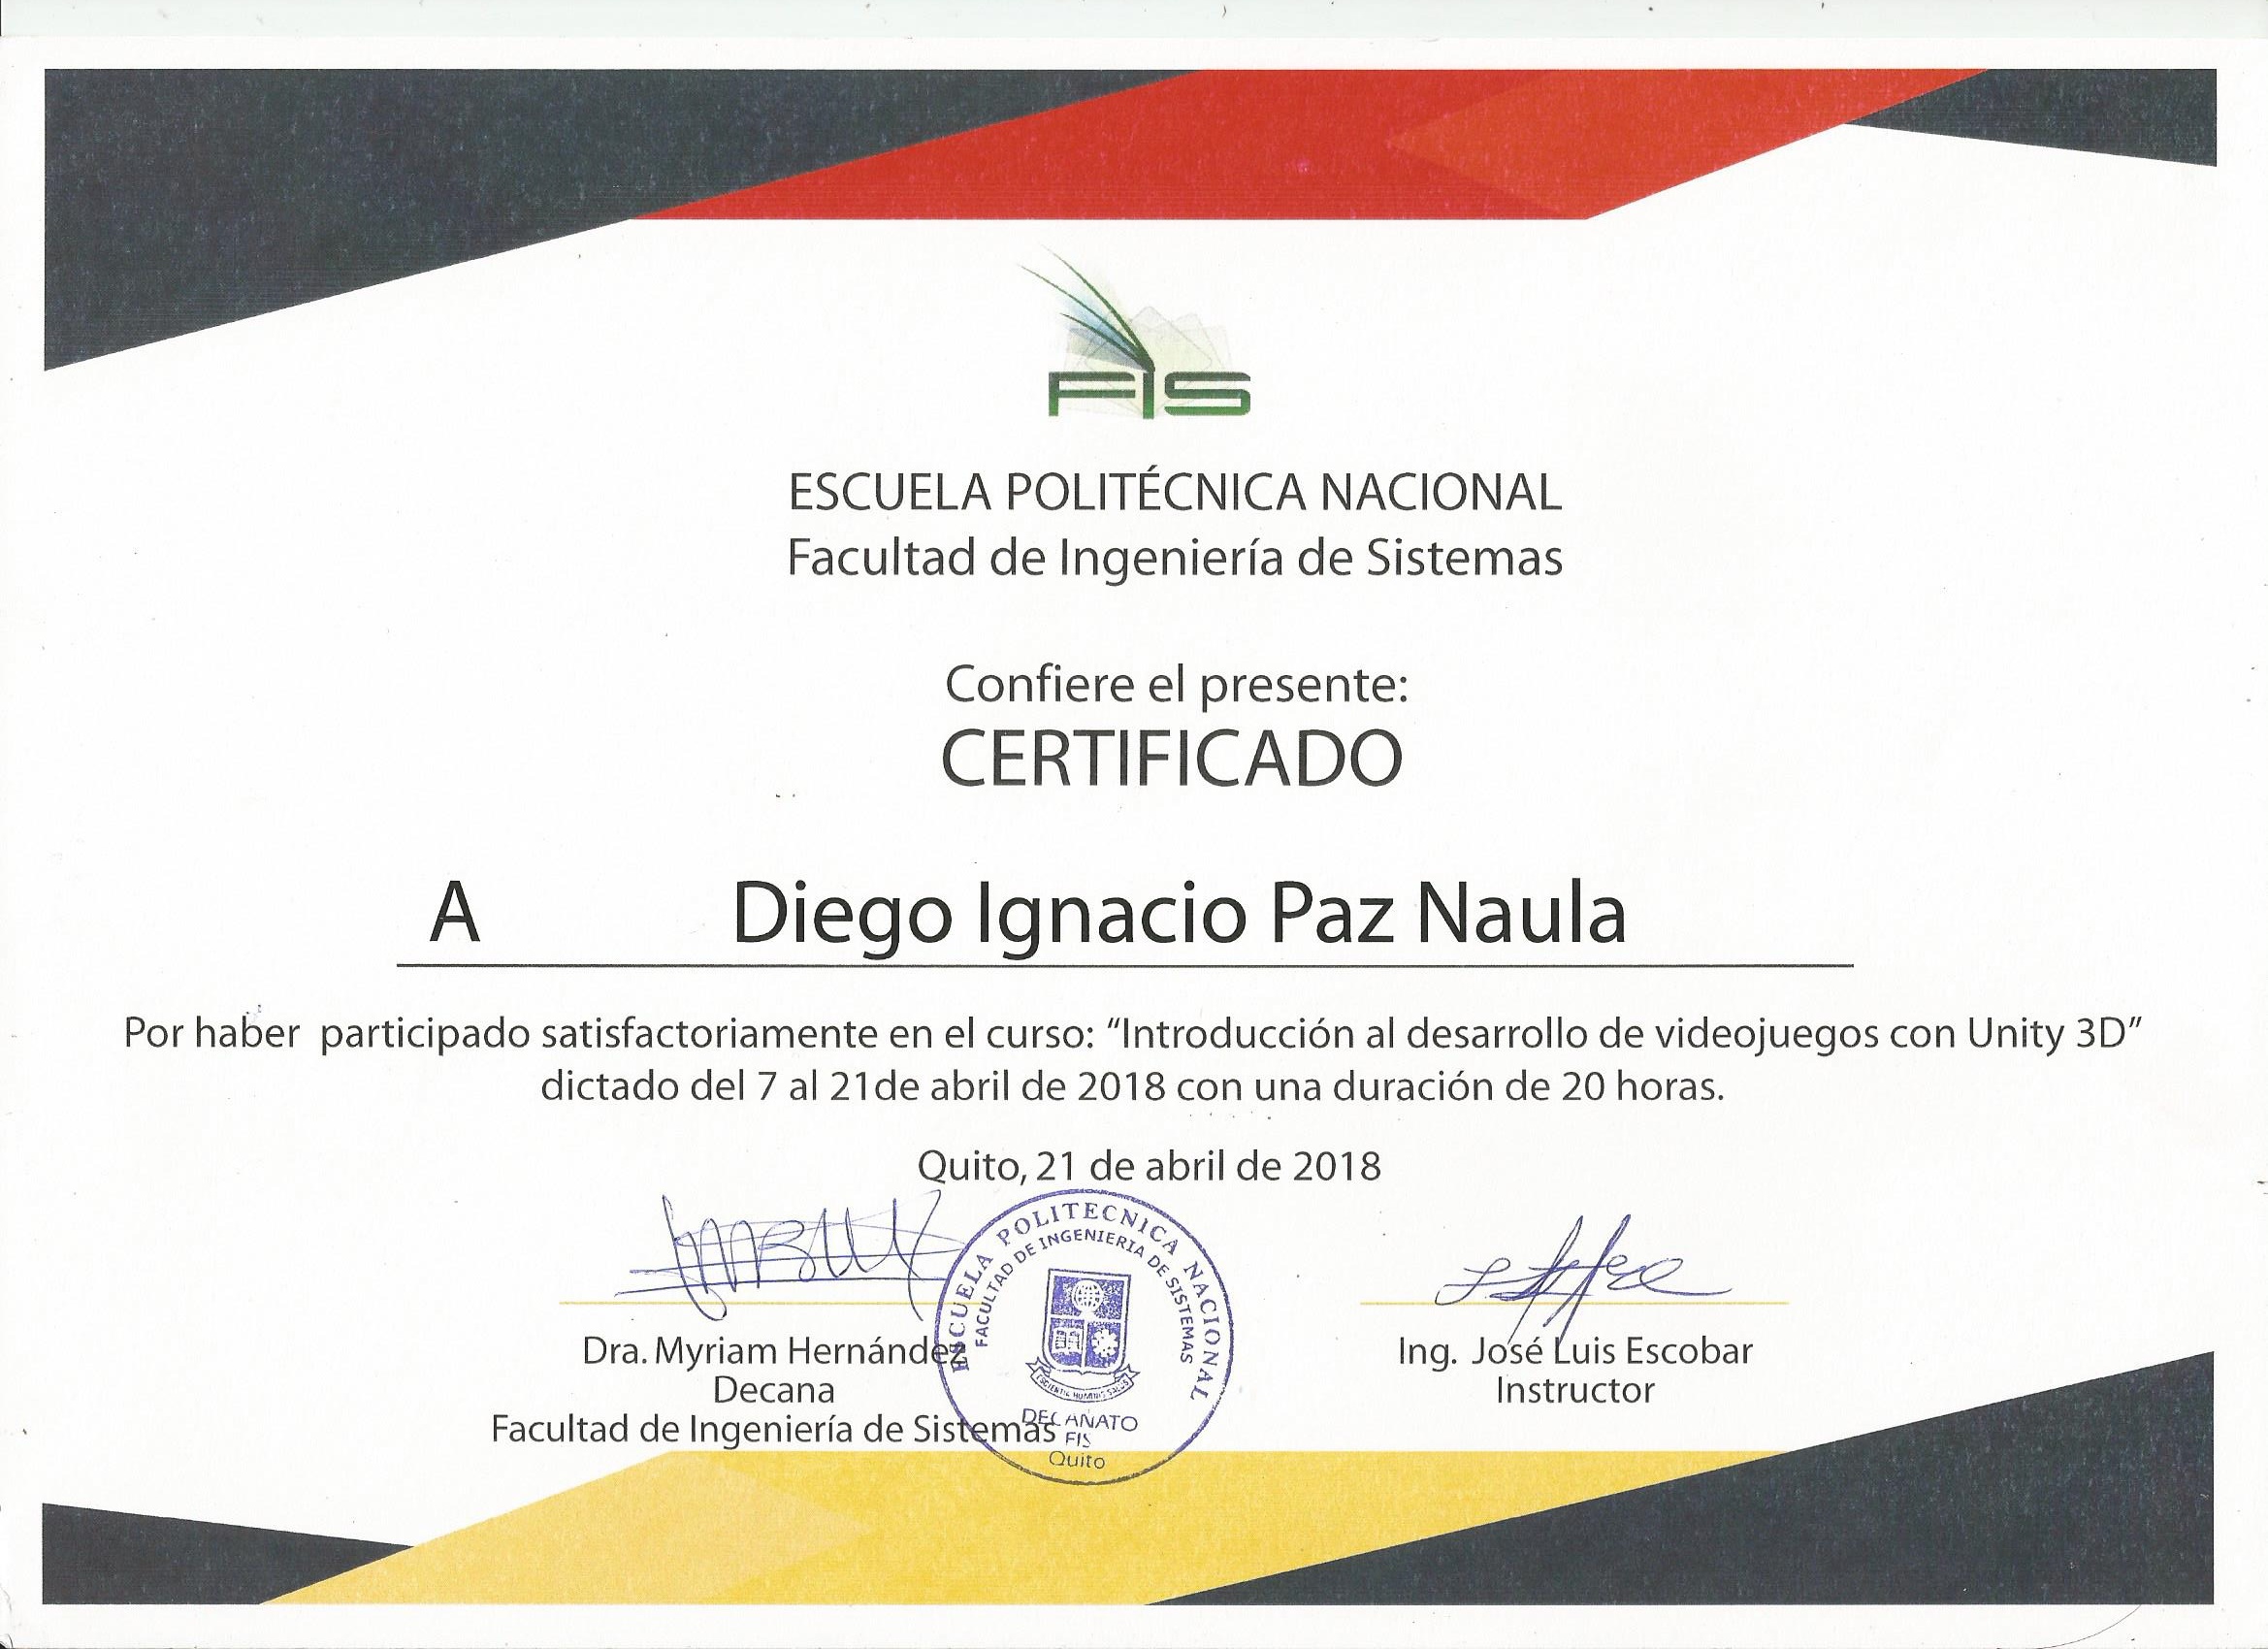 FIS
ESCUELA POLITÉCNICA NACIONAL
Facultad de Ingeniería de Sistemas
Confiere el presente:
CERTIFICADO
A Diego Ignacio Paz Naula
Por haber participado satisfactoriamente en el curso: “Introducción al desarrollo de videojuegos con Unity 3D”
dictado del 7 al 21de abril de 2018 con una duración de 20 horas.
Quito, 21 de abril de 2018
Dra. Myriam Hernández
Decana
Facultad de Ingeniería de Sistemas
ESCUELA POLITECNICA NACIONAL
FACULTAD DE INGENIERIA DE SISTEMAS
DECANATO
FIS
Quito
Ing. José Luis Escobar
Instructor